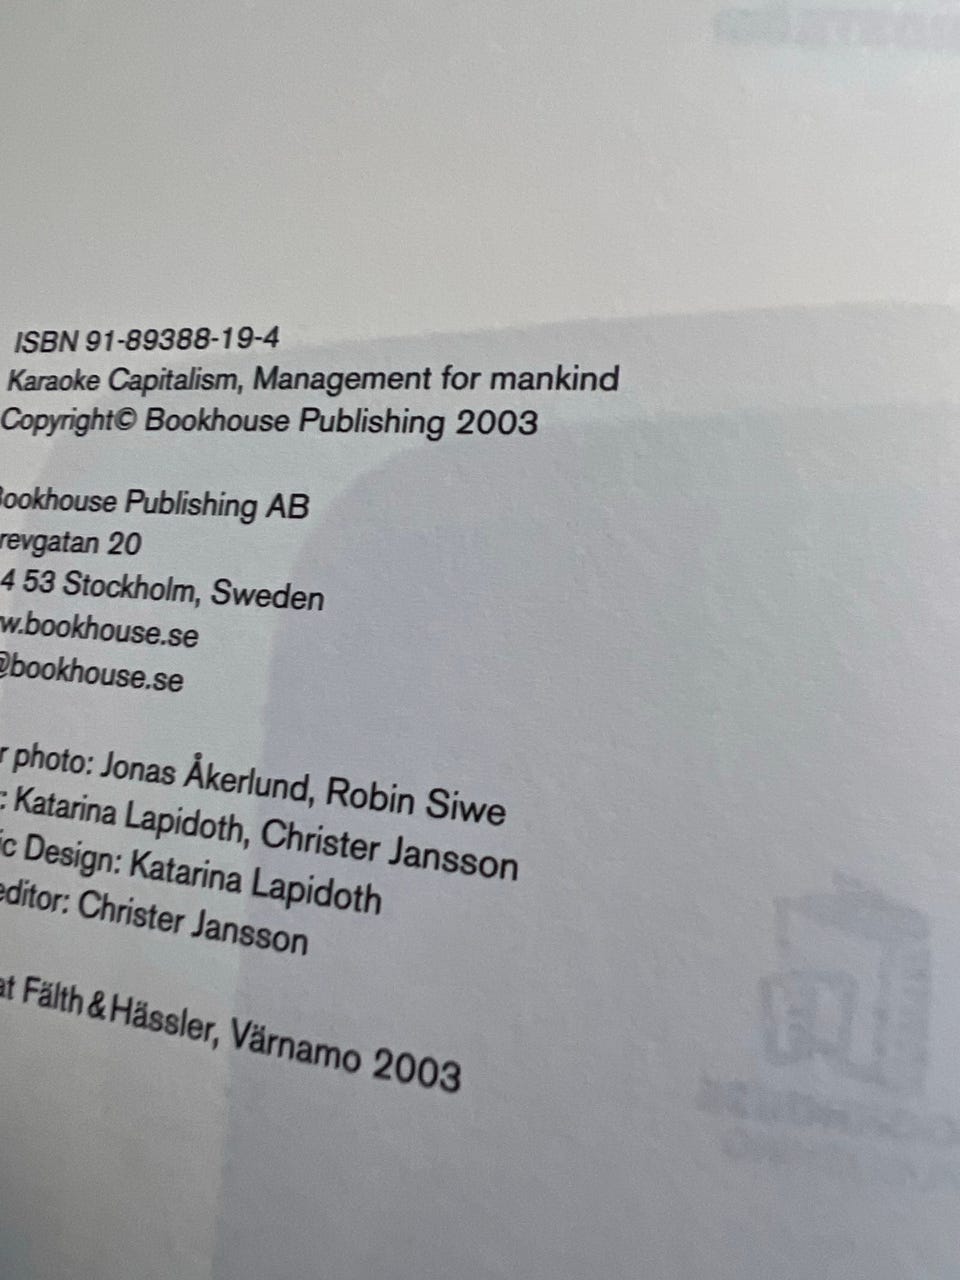 ISBN 91-89388-19-4
Karaoke Capitalism, Management for mankind
Copyright© Bookhouse Publishing 2003
Bookhouse Publishing AB
revgatan 20
4 53 Stockholm, Sweden
w.bookhouse.se
@bookhouse.se
r photo: Jonas Åkerlund, Robin Siwe
: Katarina Lapidoth, Christer Jansson
ic Design: Katarina Lapidoth
editor: Christer Jansson
at Fälth & Hässler, Värnamo 2003